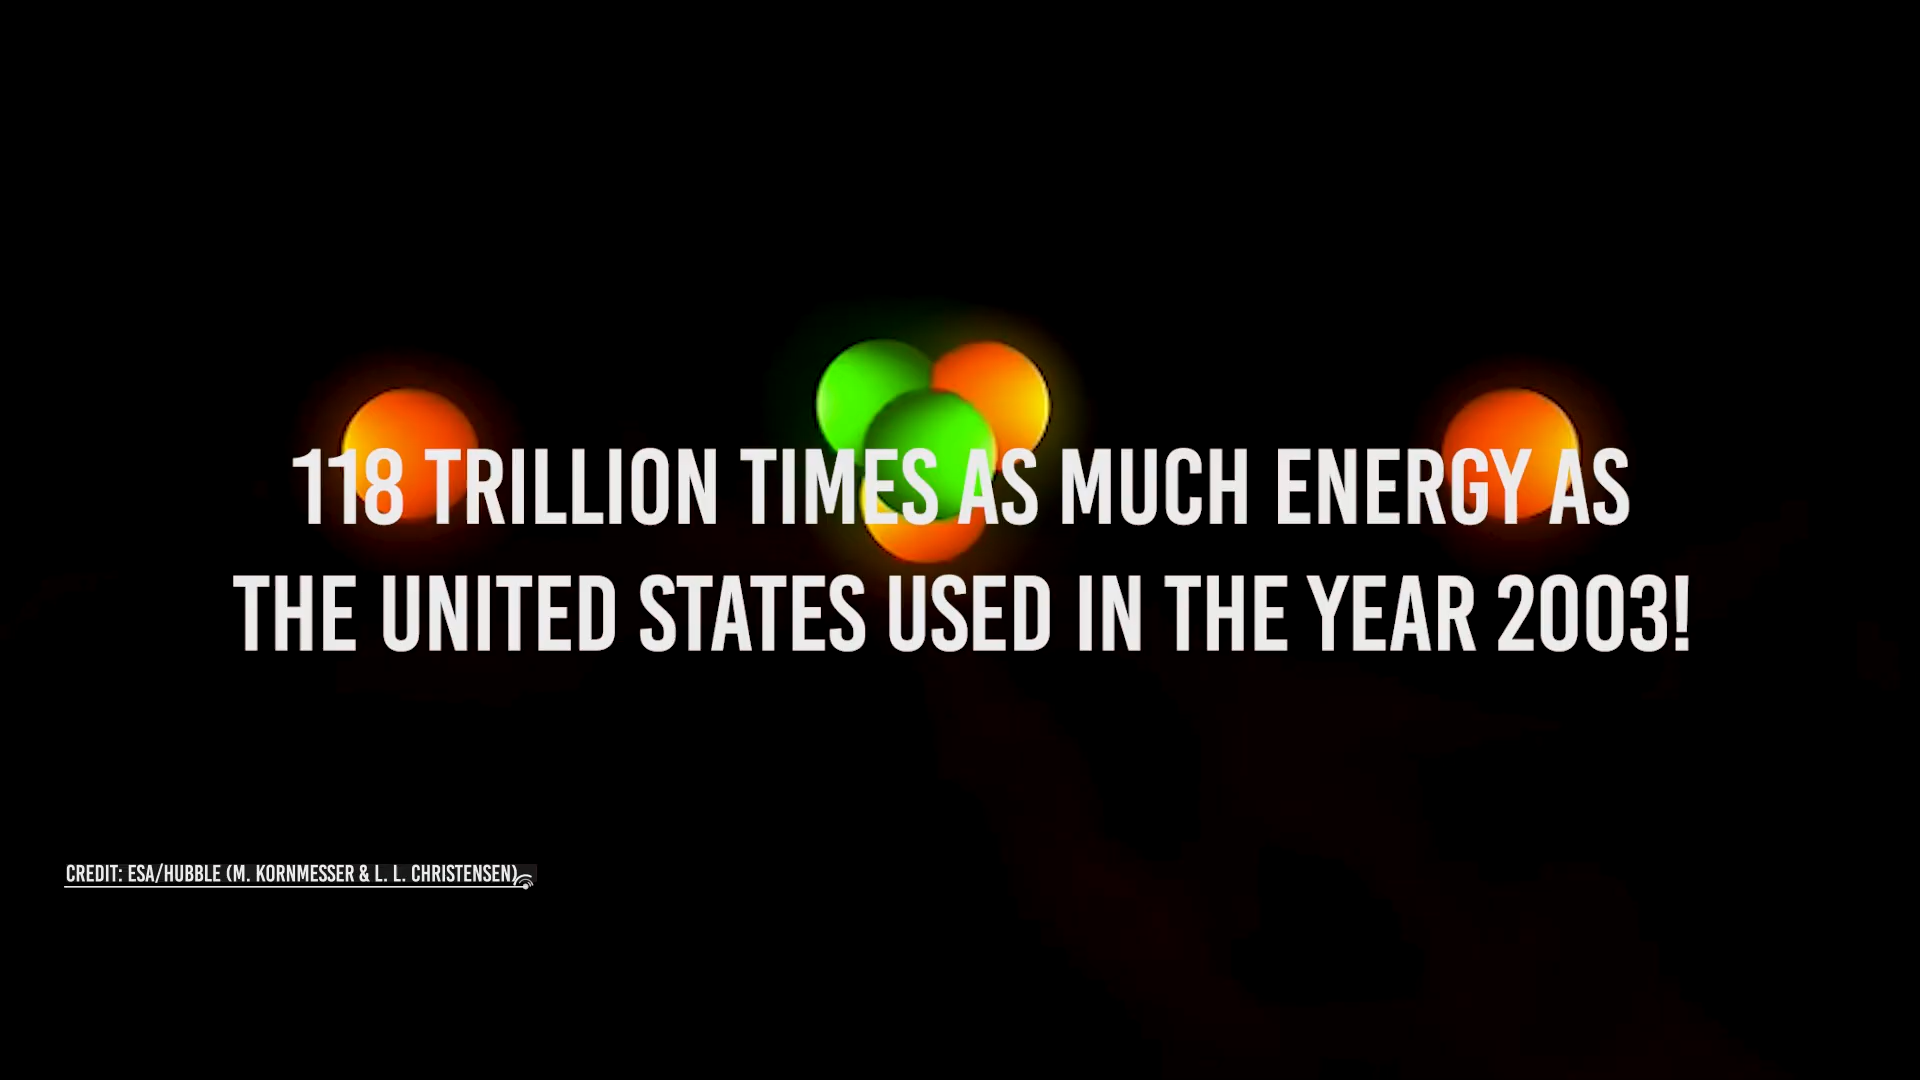 118 TRILLION TIMES AS MUCH ENERGY AS
THE UNITED STATES USED IN THE YEAR 2003!
CREDIT: ESA/HUBBLE (M. KORNMESSER & L. L. CHRISTENSEN)